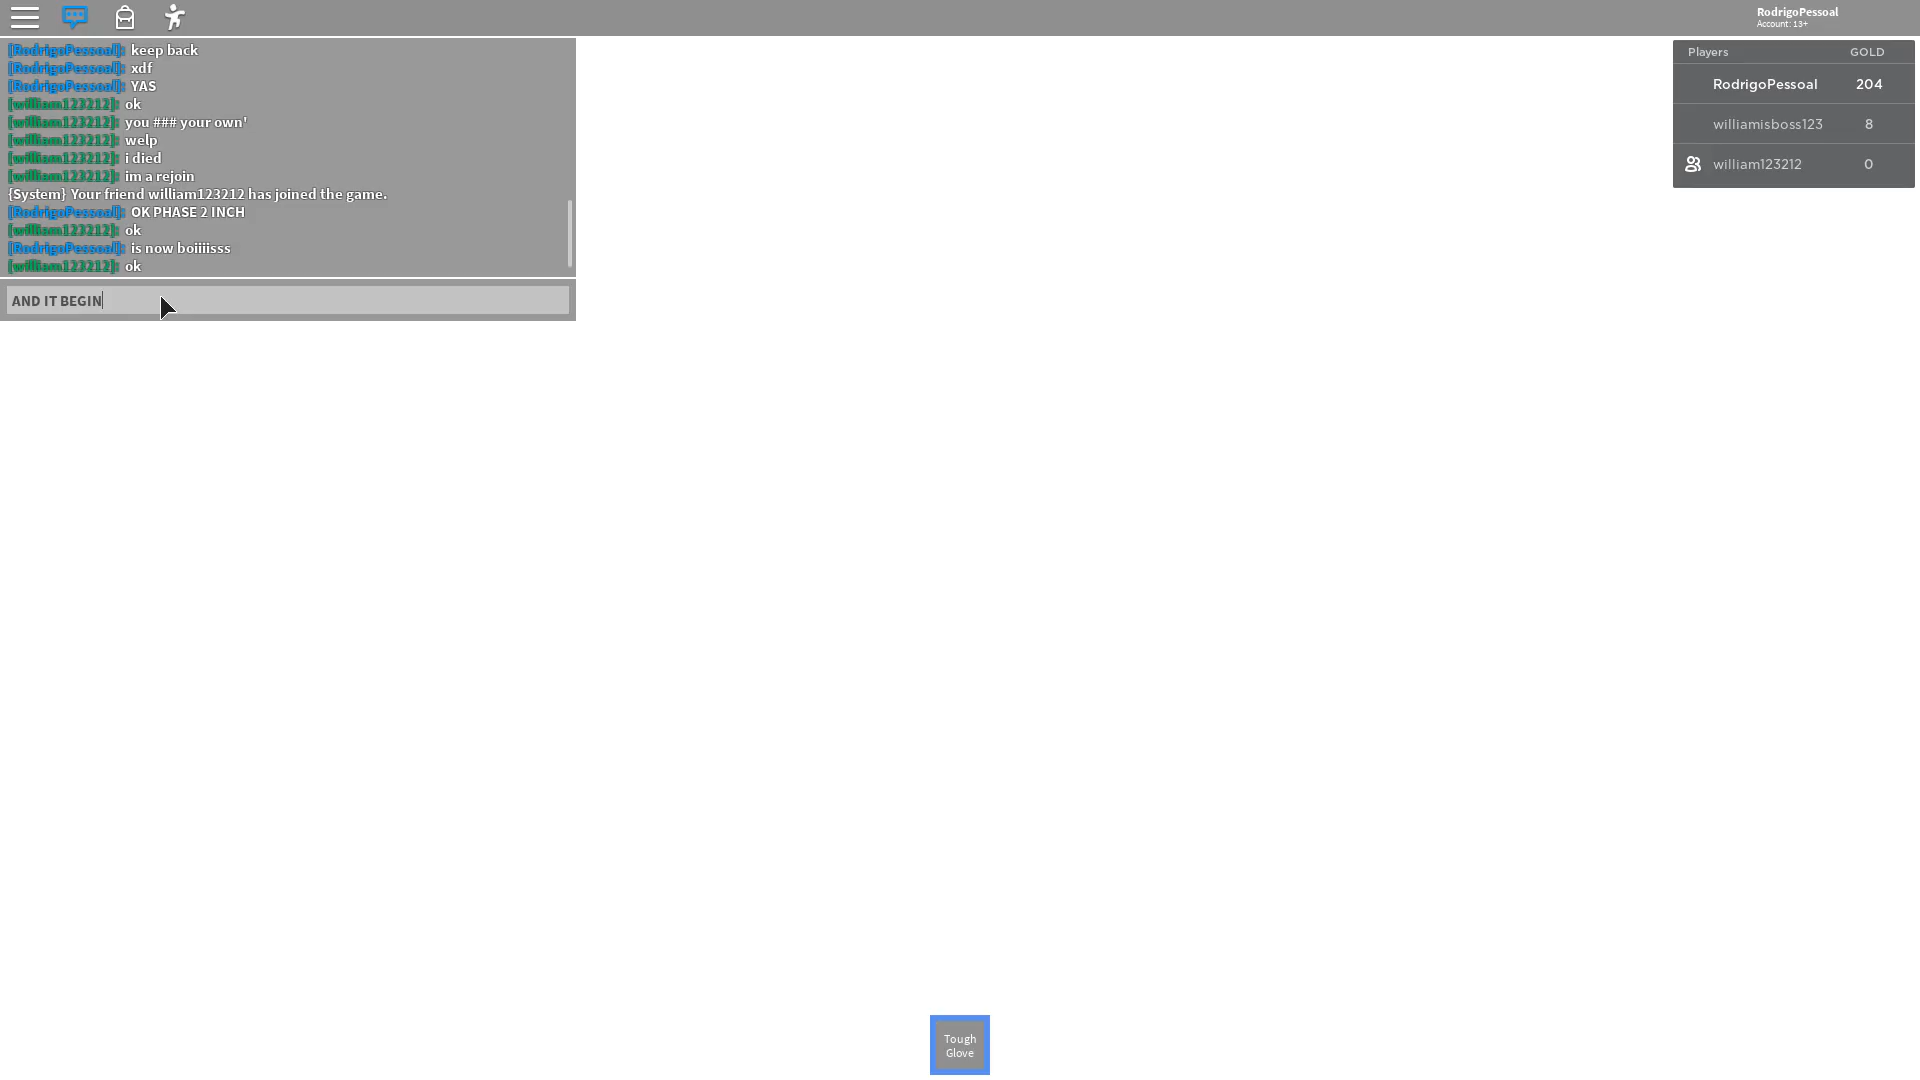 RodrigoPessoal
Account: 13+
[RodrigoPessoal]: keep back
[RodrigoPessoal]: xdf
[RodrigoPessoal]: YAS
[william123212]: ok
[william123212]: you ### your own'
[william123212]: welp
[william123212]: i died
[william123212]: im a rejoin
{System} Your friend william123212 has joined the game.
[RodrigoPessoal]: OK PHASE 2 INCH
[william123212]: ok
[RodrigoPessoal]: is now boiiiisss
[william123212]: ok
AND IT BEGIN
Players GOLD
RodrigoPessoal 204
williamisboss123 8
william123212 0
Tough
Glove